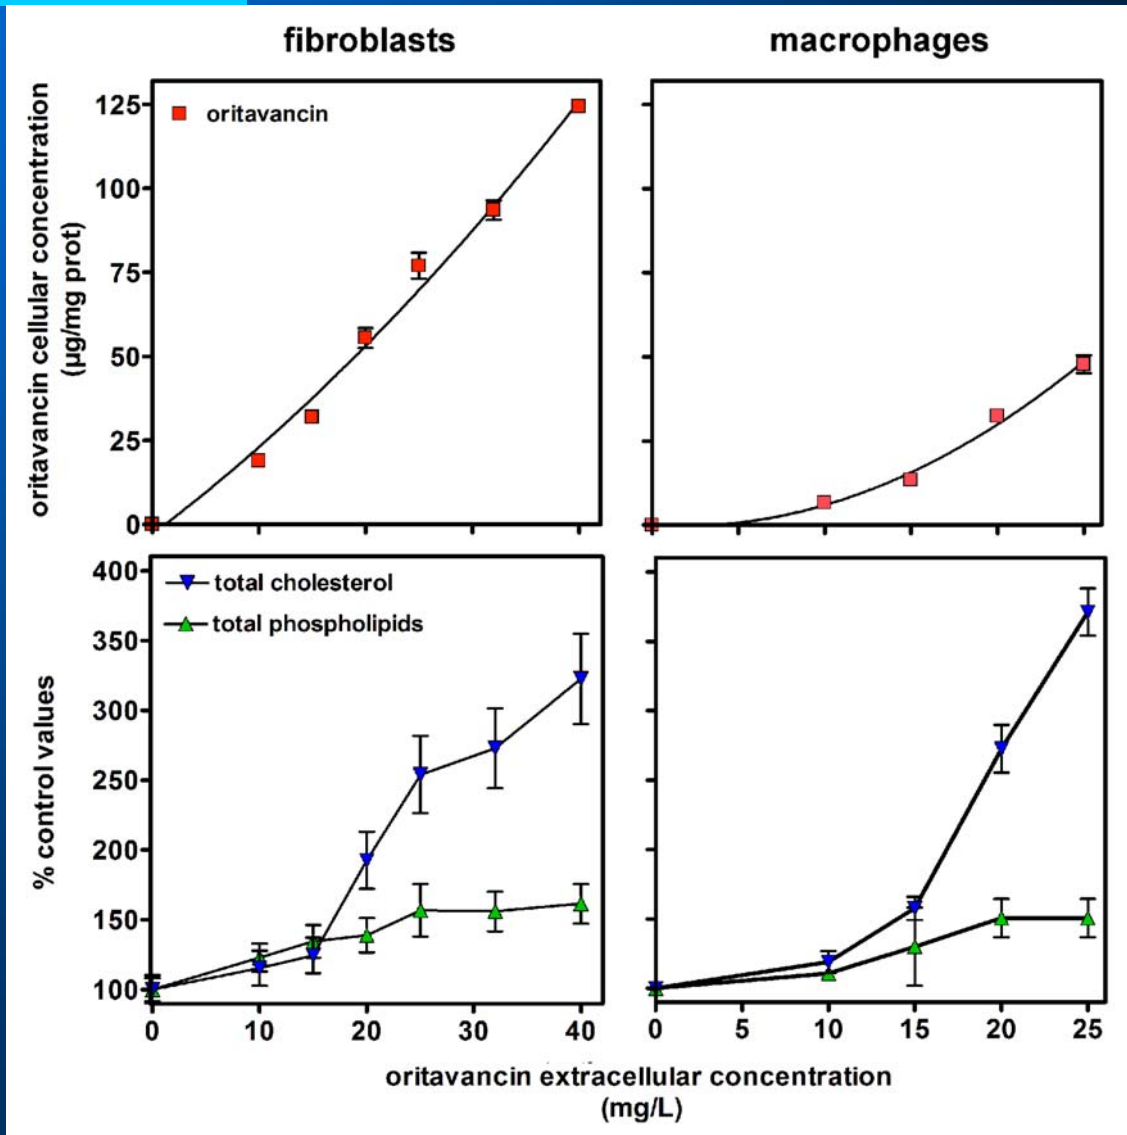 fibroblasts
macrophages
oritavancin cellular concentration
(µg/mg prot)
125
100
75
50
25
0
oritavancin
% control values
400
350
300
250
200
150
100
total cholesterol
total phospholipids
0 10 20 30 40
0 5 10 15 20 25
oritavancin extracellular concentration
(mg/L)